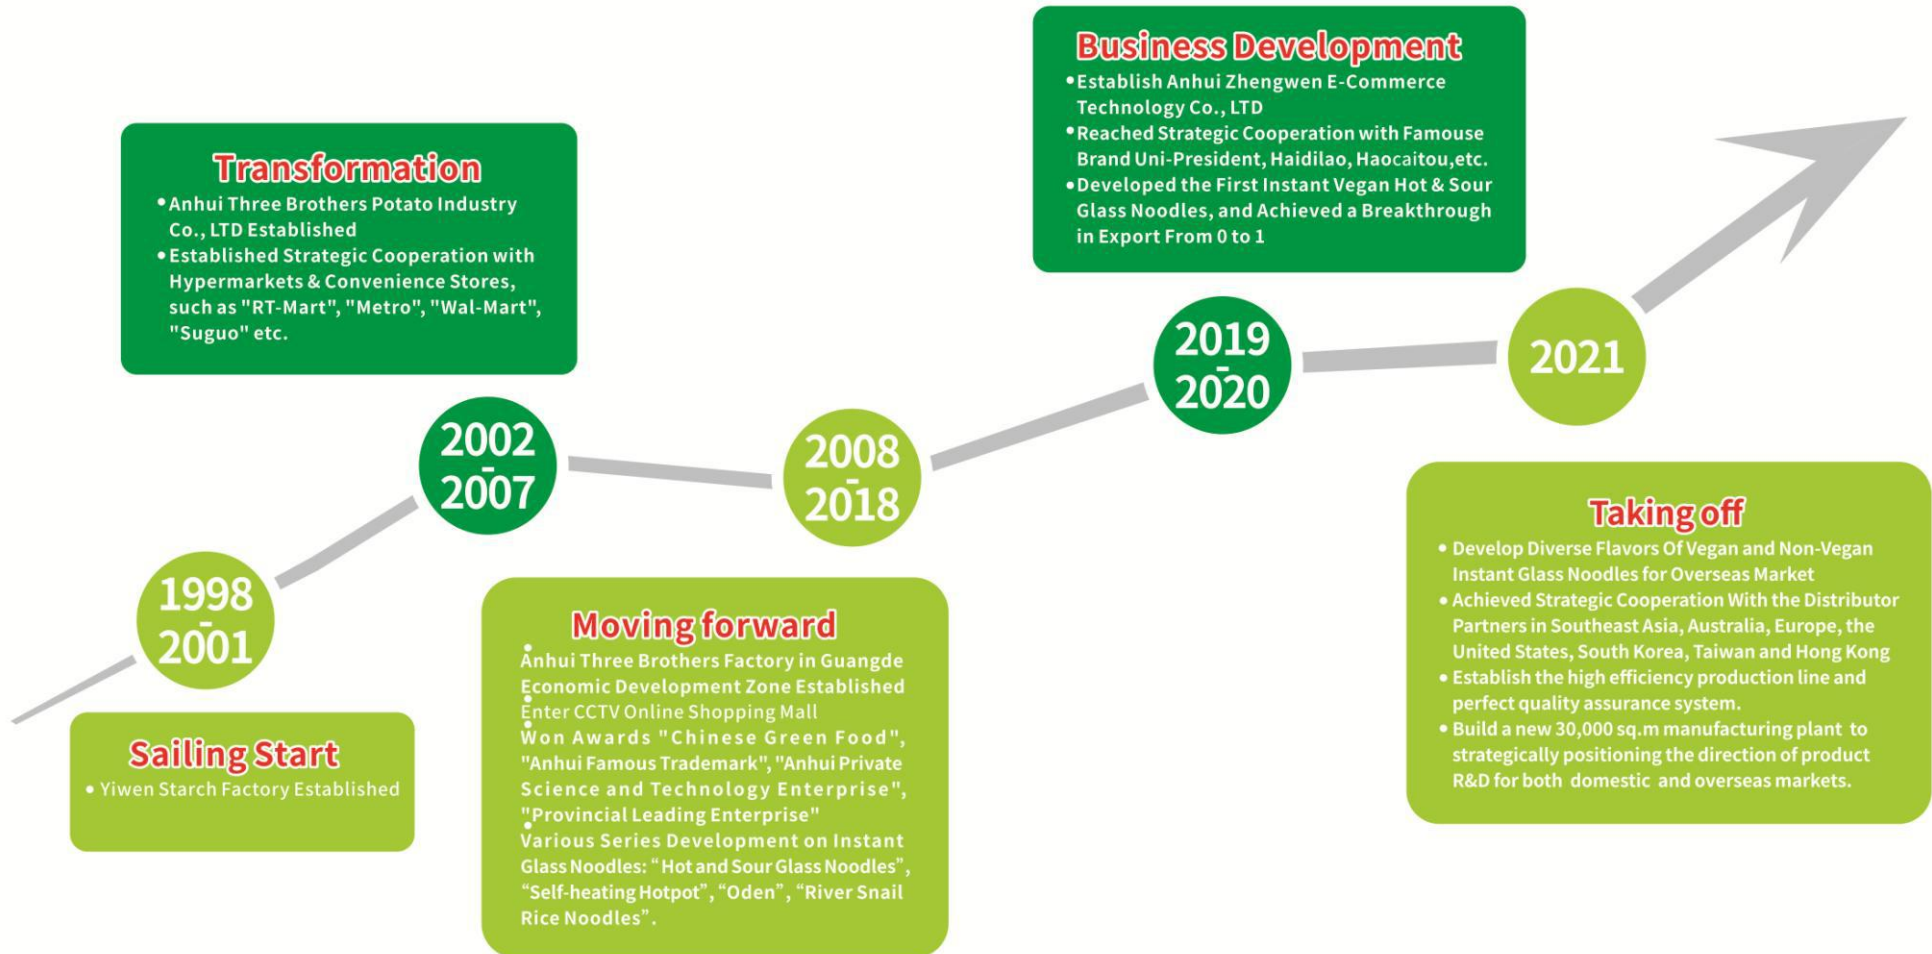 1998
-
2001
Sailing Start
• Yiwen Starch Factory Established
Transformation
• Anhui Three Brothers Potato Industry
Co., LTD Established
• Established Strategic Cooperation with
Hypermarkets & Convenience Stores,
such as "RT-Mart", "Metro", "Wal-Mart",
"Suguo" etc.
2002
-
2007
2008
-
2018
Moving forward
• Anhui Three Brothers Factory in Guangde
Economic Development Zone Established
• Enter CCTV Online Shopping Mall
• Won Awards "Chinese Green Food",
"Anhui Famous Trademark", "Anhui Private
Science and Technology Enterprise",
"Provincial Leading Enterprise"
• Various Series Development on Instant
Glass Noodles: “Hot and Sour Glass Noodles”,
“Self-heating Hotpot”, “Oden”, “River Snail
Rice Noodles”.
Business Development
• Establish Anhui Zhengwen E-Commerce
Technology Co., LTD
• Reached Strategic Cooperation with Famouse
Brand Uni-President, Haidilao, Haocaitou,etc.
• Developed the First Instant Vegan Hot & Sour
Glass Noodles, and Achieved a Breakthrough
in Export From 0 to 1
2019
-
2020
2021
Taking off
• Develop Diverse Flavors Of Vegan and Non-Vegan
Instant Glass Noodles for Overseas Market
• Achieved Strategic Cooperation With the Distributor
Partners in Southeast Asia, Australia, Europe, the
United States, South Korea, Taiwan and Hong Kong
• Establish the high efficiency production line and
perfect quality assurance system.
• Build a new 30,000 sq.m manufacturing plant to
strategically positioning the direction of product
R&D for both domestic and overseas markets.